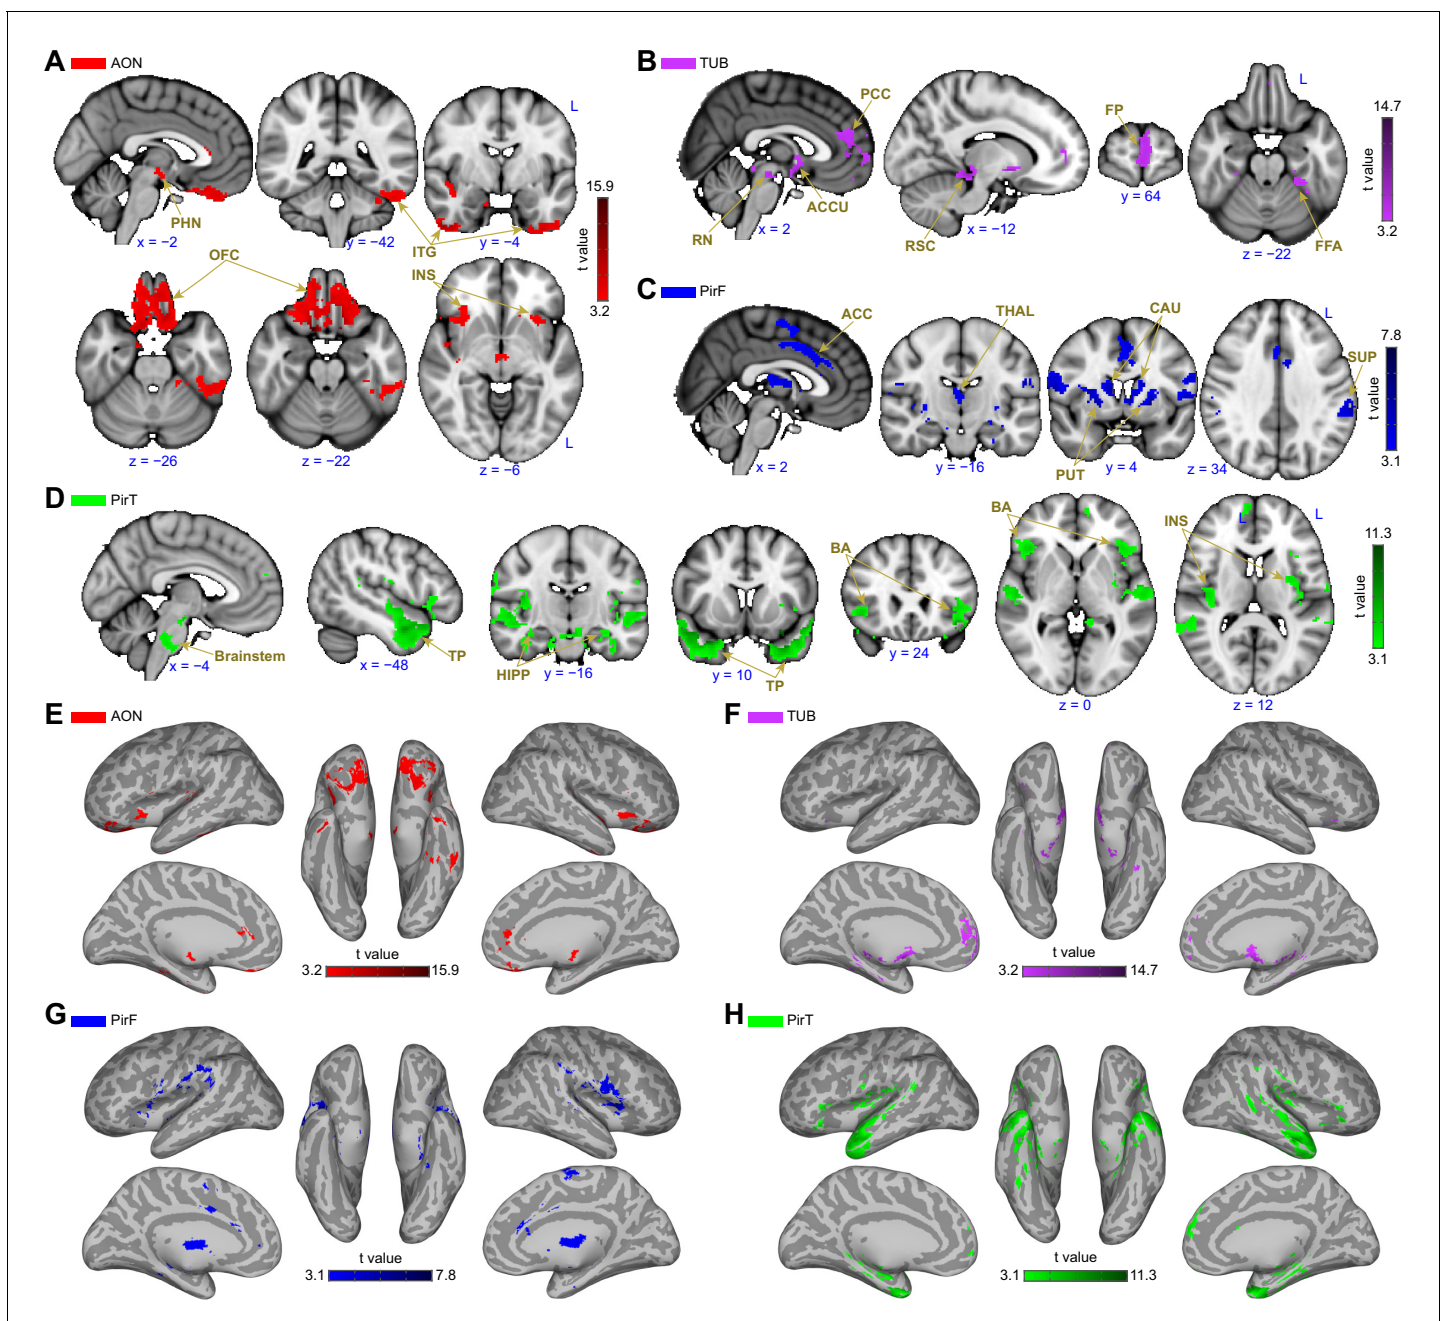 A AON
L
PHN
x = −2
y = −42
ITG
y = −4
15.9
t value
3.2
OFC
INS
z = −26
z = −22
z = −6
L
B TUB
PCC
RN
x = 2
ACCU
RSC
x = −12
FP
y = 64
L
FFA
z = −22
14.7
t value
3.2
C PirF
ACC
x = 2
THAL
y = −16
CAU
PUT
y = 4
L
SUP
z = 34
7.8
t value
3.1
D PirT
Brainstem
x = −4
TP
x = −48
HIPP
y = −16
TP
y = 10
BA
y = 24
BA
L
z = 0
INS
L
z = 12
11.3
t value
3.1
E AON
t value
3.2 15.9
F TUB
t value
3.2 14.7
G PirF
t value
3.1 7.8
H PirT
t value
3.1 11.3